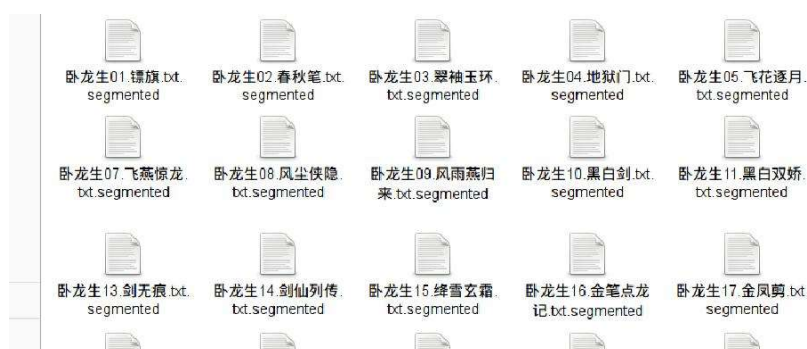 卧龙生01.镖旗.txt. 卧龙生02.春秋笔.txt. 卧龙生03.翠袖玉环. 卧龙生04.地狱门.txt. 卧龙生05.飞花逐月.
segmented segmented txt.segmented segmented txt.segmented
卧龙生07.飞燕惊龙. 卧龙生08.风尘侠隐. 卧龙生09.风雨燕归 卧龙生10.黑白剑.txt. 卧龙生11.黑白双娇.
txt.segmented txt.segmented 来.txt.segmented segmented txt.segmented
卧龙生13.剑无痕.txt. 卧龙生14.剑仙列传. 卧龙生15.绛雪玄霜. 卧龙生16.金笔点龙 卧龙生17.金凤剪.txt
segmented txt.segmented txt.segmented 记.txt.segmented segmented